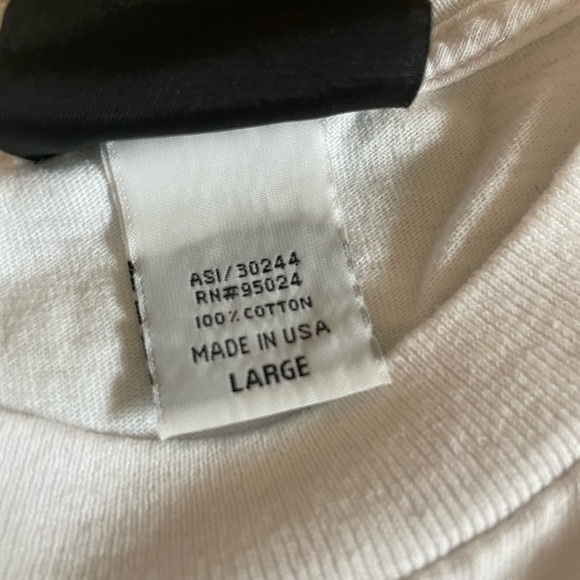 ASI/30244
RN#95024
100% COTTON
MADE IN USA
LARGE